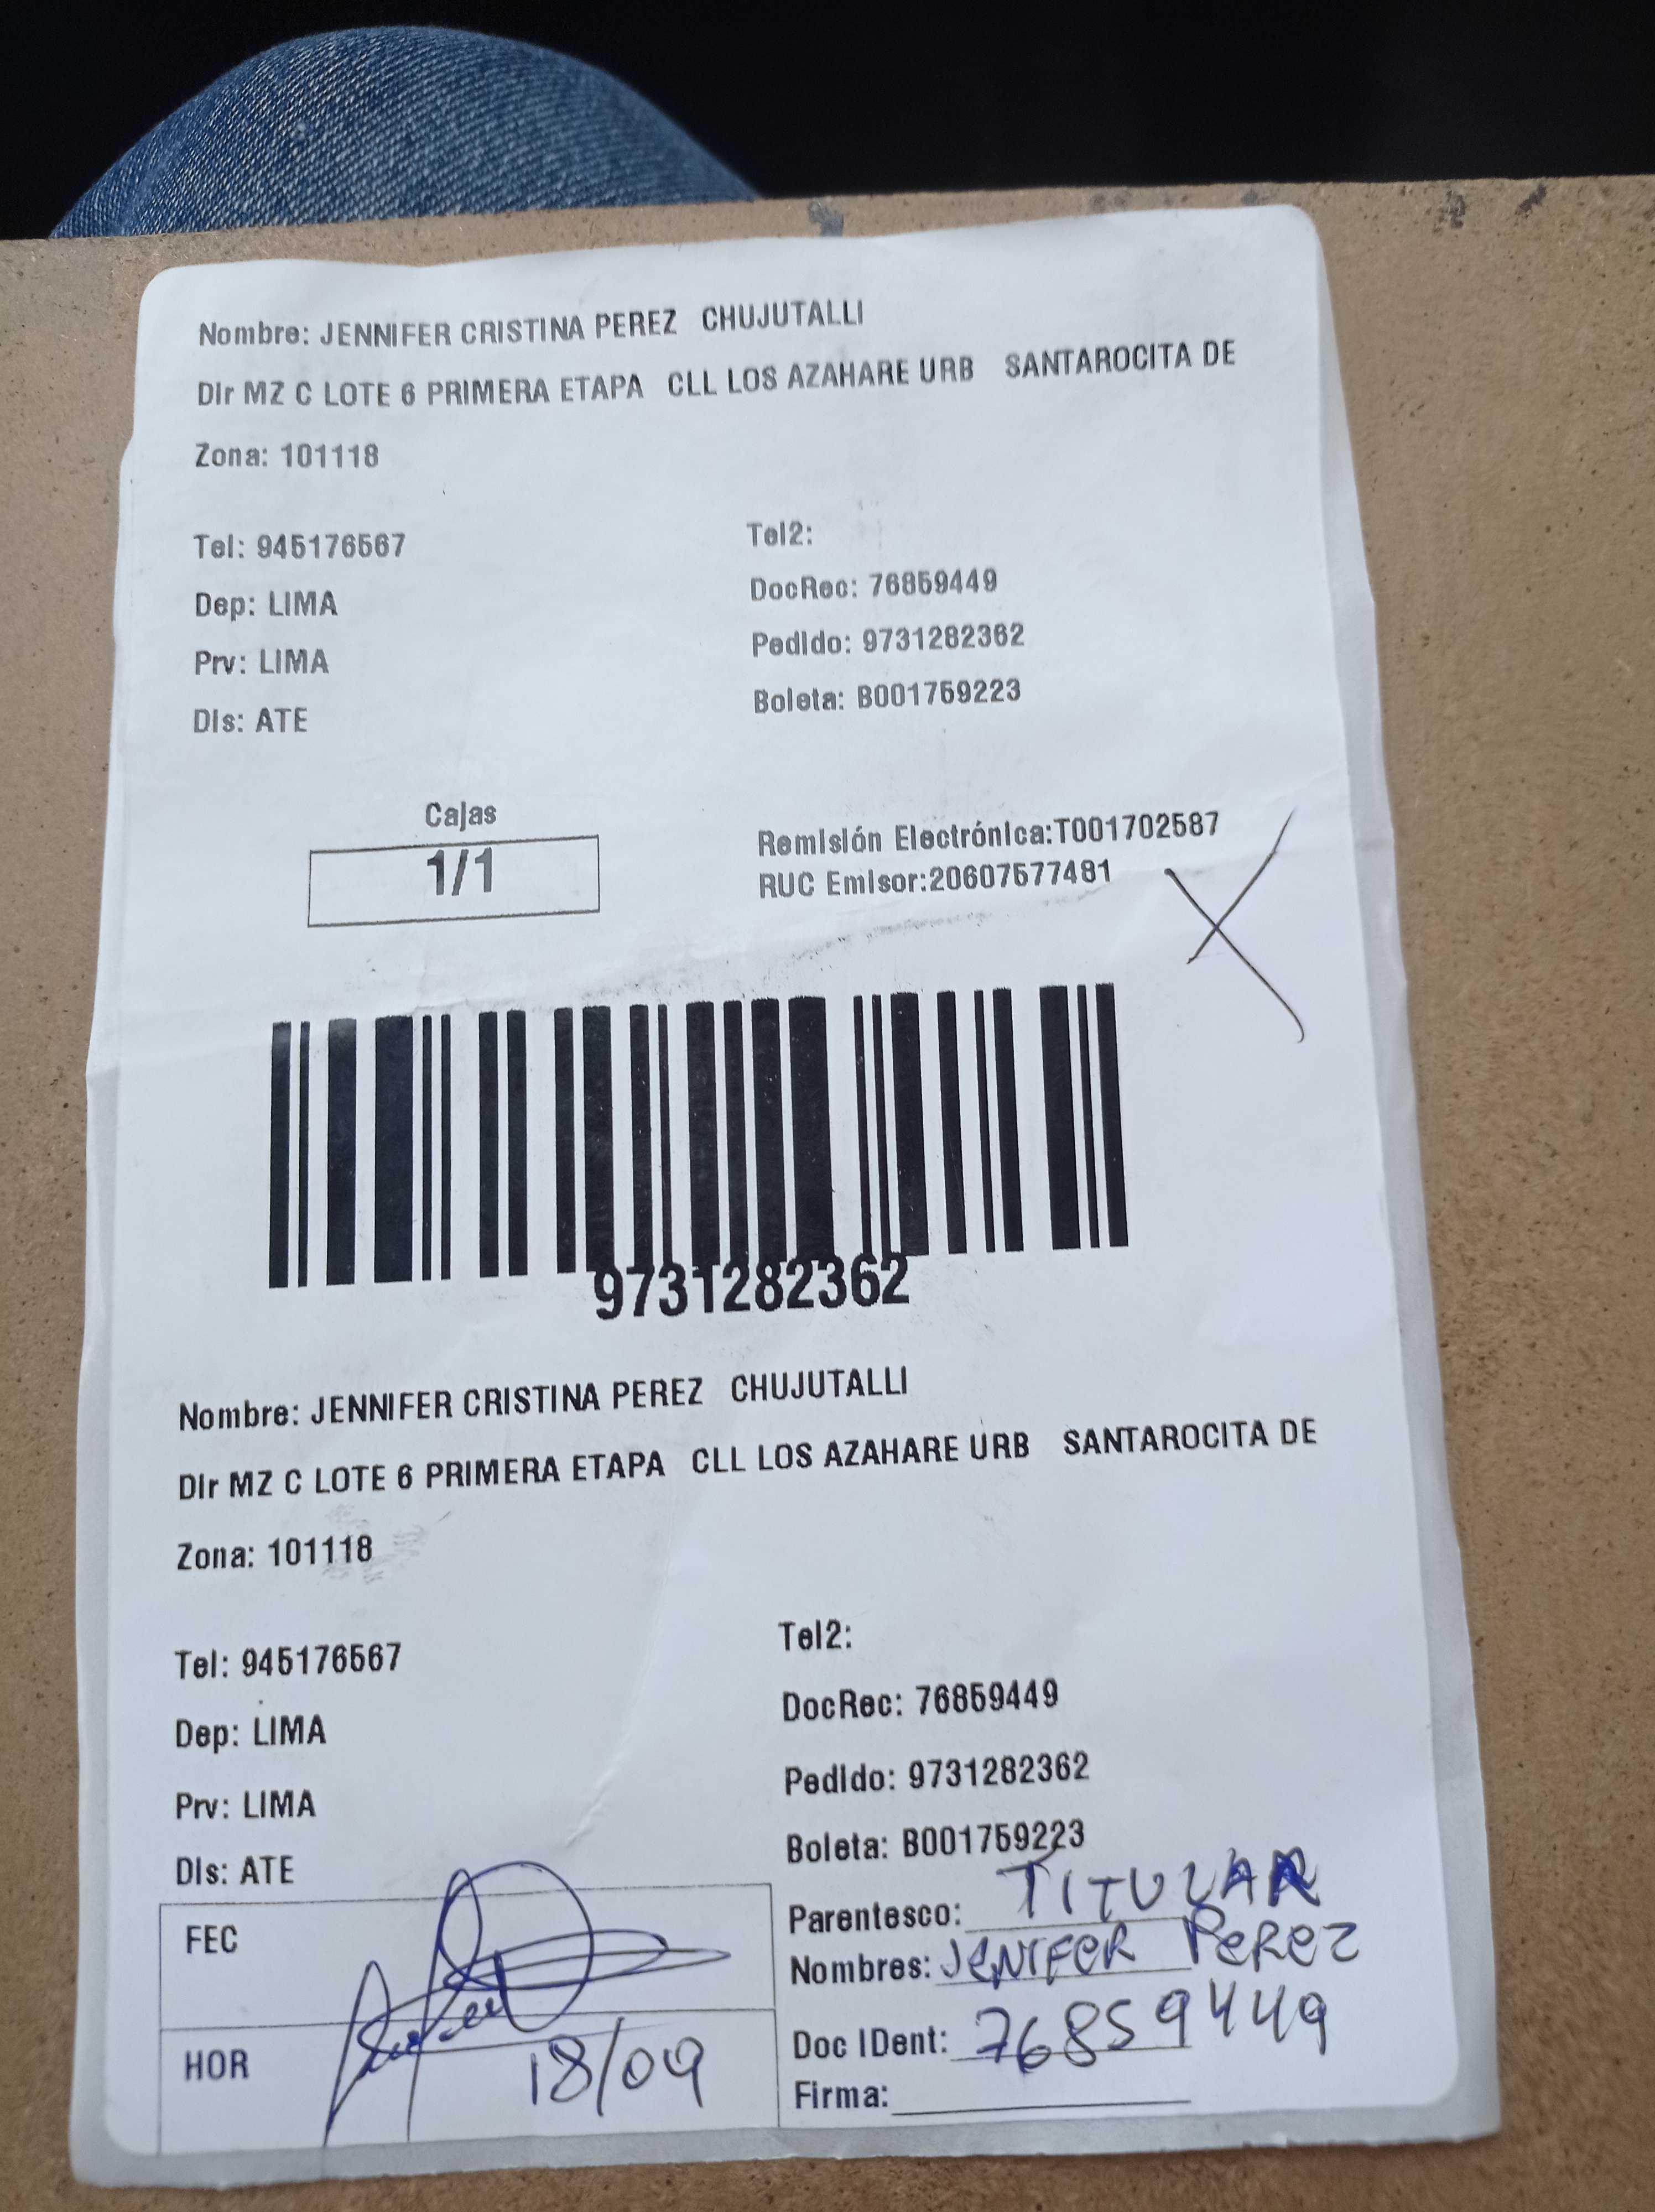 Nombre: JENNIFER CRISTINA PEREZ CHUJUTALLI
Dir MZ C LOTE 6 PRIMERA ETAPA CLL LOS AZAHARE URB SANTAROCITA DE
Zona: 101118
Tel: 945176567
Tel2:
Dep: LIMA
DocRec: 76859449
Prv: LIMA
Pedido: 9731282362
Dis: ATE
Boleta: B001759223
Cajas
1/1
Remisión Electrónica:T001702587
RUC Emisor:20607577481
9731282362
Nombre: JENNIFER CRISTINA PEREZ CHUJUTALLI
Dir MZ C LOTE 6 PRIMERA ETAPA CLL LOS AZAHARE URB SANTAROCITA DE
Zona: 101118
Tel: 945176567
Tel2:
Dep: LIMA
DocRec: 76859449
Prv: LIMA
Pedido: 9731282362
Dis: ATE
Boleta: B001759223
FEC
Parentesco: TITULAR
Nombres: JENIFER PEREZ
HOR 18/09
Doc IDent: 76859449
Firma: